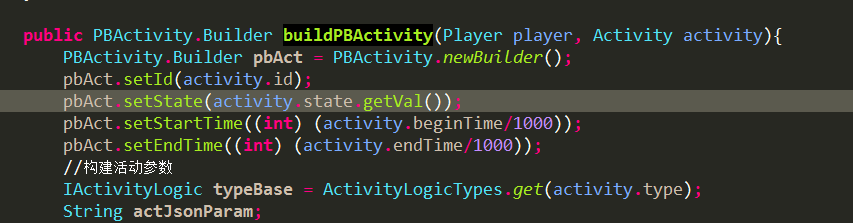 public PBActivity.Builder buildPBActivity(Player player, Activity activity){
PBActivity.Builder pbAct = PBActivity.newBuilder();
pbAct.setId(activity.id);
pbAct.setState(activity.state.getVal());
pbAct.setStartTime((int) (activity.beginTime/1000));
pbAct.setEndTime((int) (activity.endTime/1000));
//构建活动参数
IActivityLogic typeBase = ActivityLogicTypes.get(activity.type);
String actJsonParam;